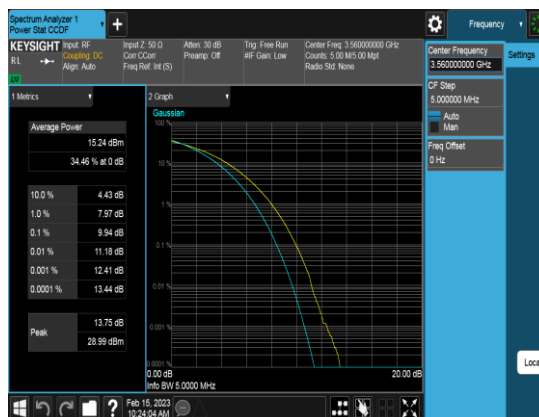 Spectrum Analyzer 1
Power Stat CCDF
Frequency
KEYSIGHT
RL
Input: RF
Coupling: DC
Align: Auto
Input Z: 50 Ω
Corr CCorr
Freq Ref: Int (S)
Atten: 30 dB
Preamp: Off
Trig: Free Run
#IF Gain: Low
Center Freq: 3.560000000 GHz
Counts: 5.00 M/5.00 Mpt
Radio Std: None
Center Frequency
3.560000000 GHz
Settings
CF Step
5.000000 MHz
Auto
Man
Freq Offset
0 Hz
1 Metrics
Average Power
15.24 dBm
34.46 % at 0 dB
10.0 % 4.43 dB
1.0 % 7.97 dB
0.1 % 9.94 dB
0.01 % 11.18 dB
0.001 % 12.41 dB
0.0001 % 13.44 dB
Peak
13.75 dB
28.99 dBm
2 Graph
Gaussian
100 %
10 %
1 %
0.1 %
0.01 %
0.001 %
0.0001 %
0.00 dB
20.00 dB
Info BW 5.0000 MHz
Loca
?
Feb 15, 2023
10:24:04 AM